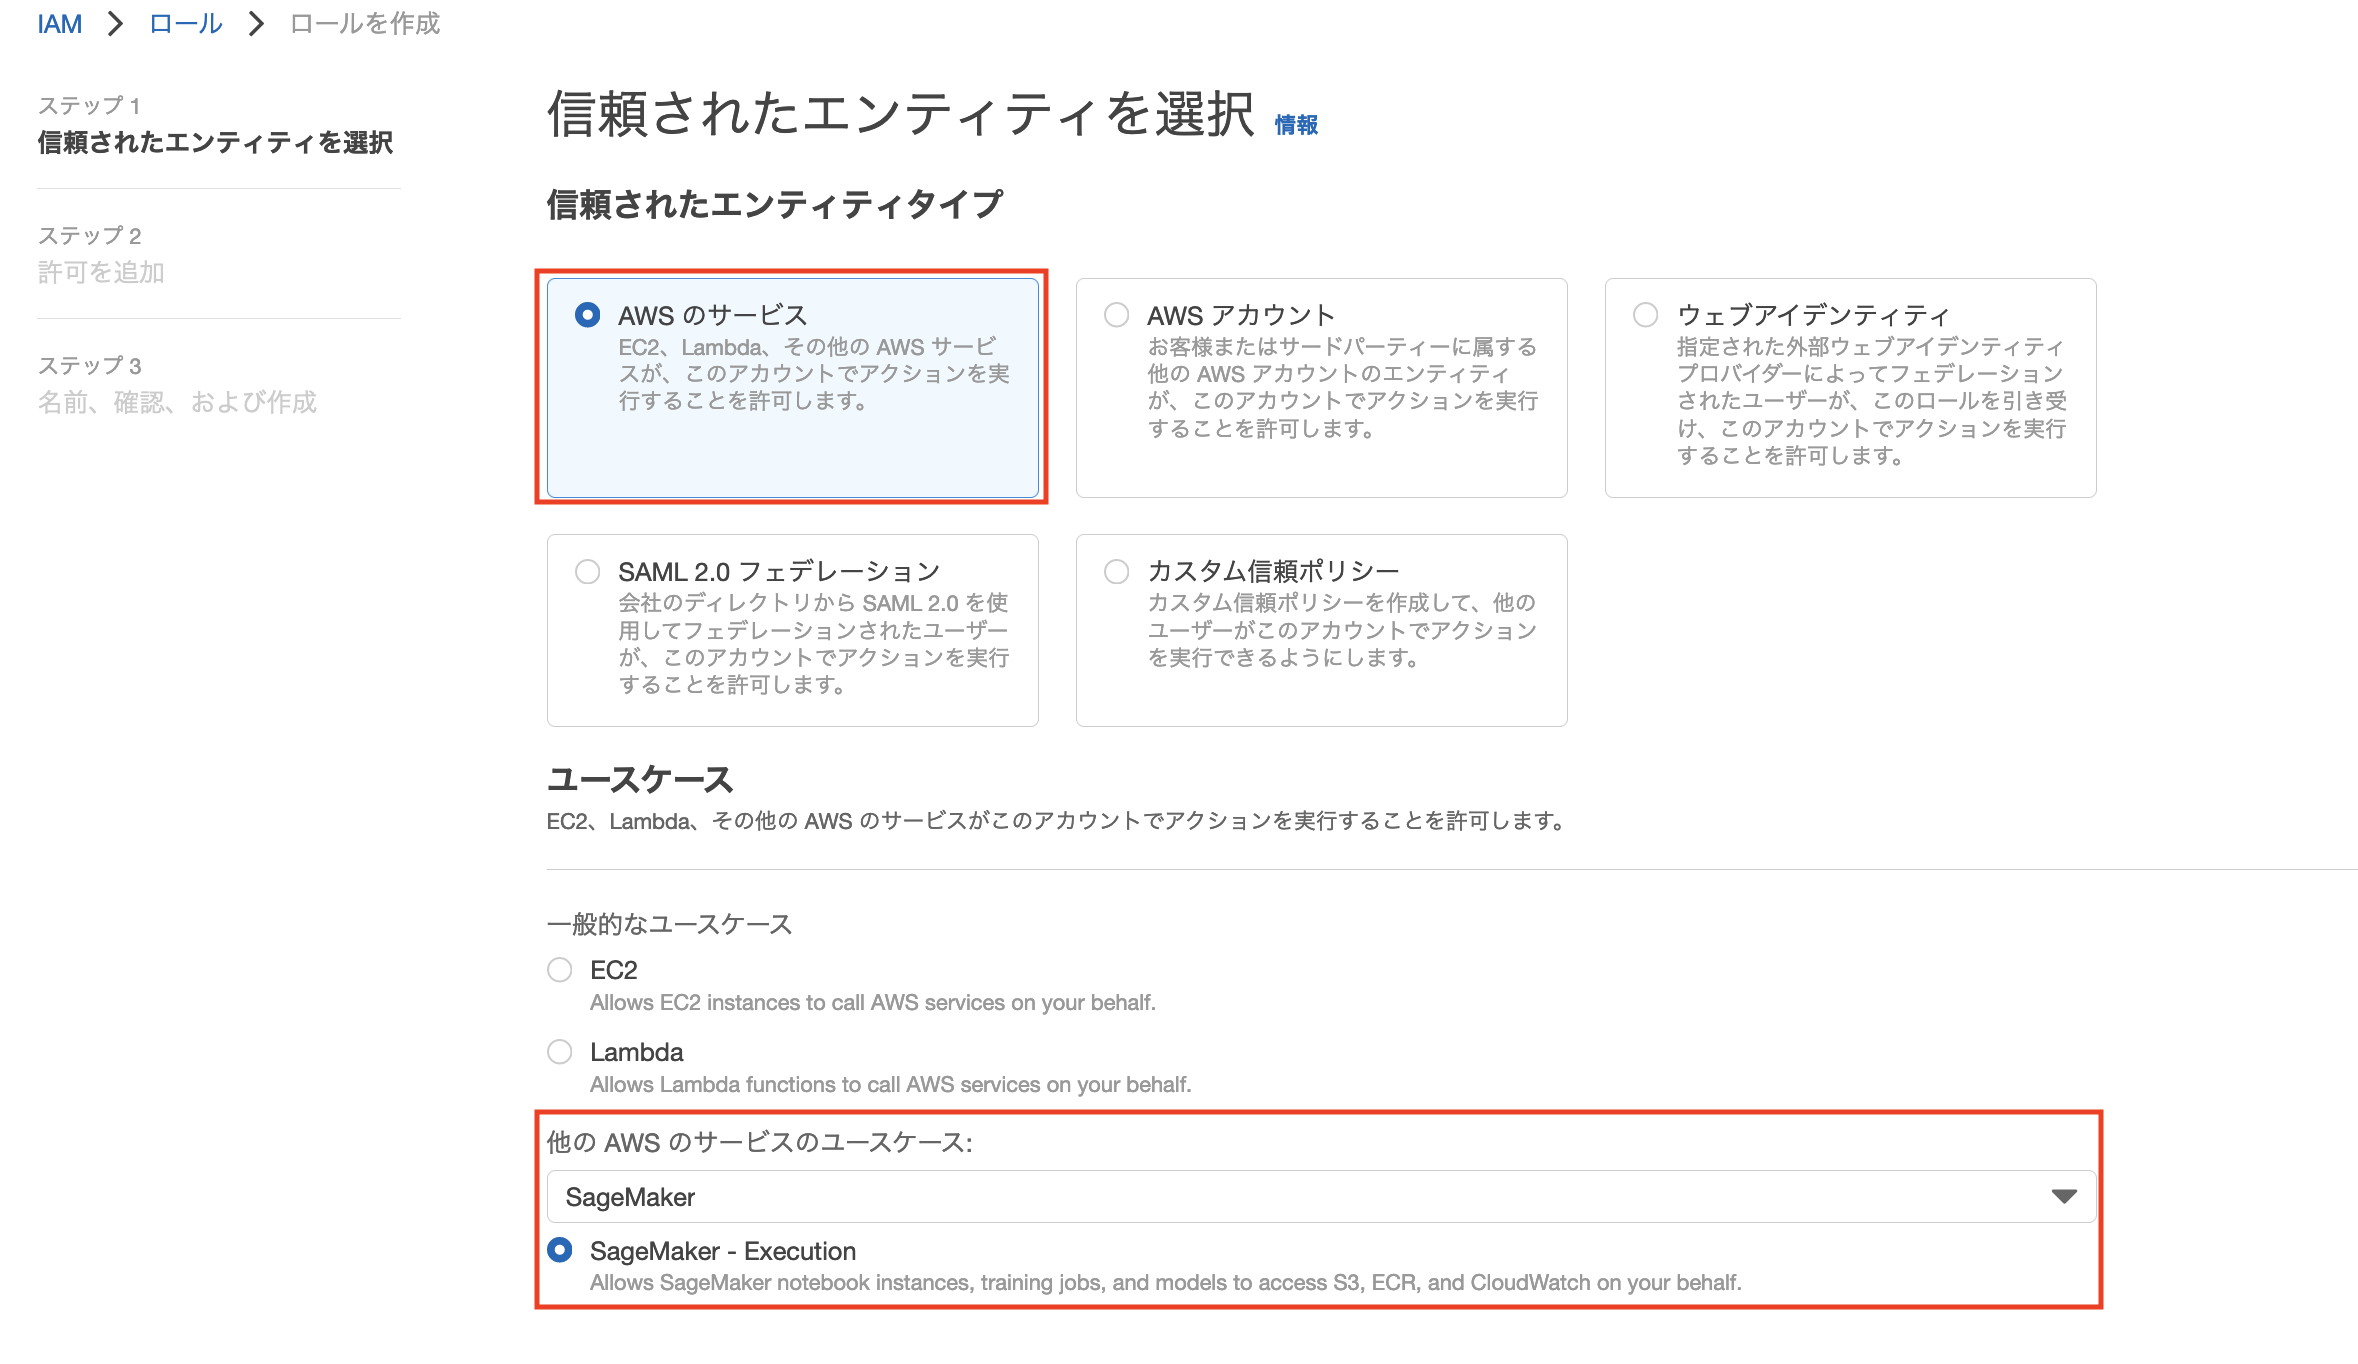 IAM > ロール > ロールを作成
ステップ 1
信頼されたエンティティを選択
ステップ 2
許可を追加
ステップ 3
名前、確認、および作成
信頼されたエンティティを選択 情報
信頼されたエンティティタイプ
AWS のサービス
EC2、Lambda、その他の AWS サービ
スが、このアカウントでアクションを実
行することを許可します。
AWS アカウント
お客様またはサードパーティーに属する
他の AWS アカウントのエンティティ
が、このアカウントでアクションを実行
することを許可します。
ウェブアイデンティティ
指定された外部ウェブアイデンティティ
プロバイダーによってフェデレーション
されたユーザーが、このロールを引き受
け、このアカウントでアクションを実行
することを許可します。
SAML 2.0 フェデレーション
会社のディレクトリから SAML 2.0 を使
用してフェデレーションされたユーザー
が、このアカウントでアクションを実行
することを許可します。
カスタム信頼ポリシー
カスタム信頼ポリシーを作成して、他の
ユーザーがこのアカウントでアクション
を実行できるようにします。
ユースケース
EC2、Lambda、その他の AWS のサービスがこのアカウントでアクションを実行することを許可します。
一般的なユースケース
EC2
Allows EC2 instances to call AWS services on your behalf.
Lambda
Allows Lambda functions to call AWS services on your behalf.
他の AWS のサービスのユースケース:
SageMaker
SageMaker - Execution
Allows SageMaker notebook instances, training jobs, and models to access S3, ECR, and CloudWatch on your behalf.